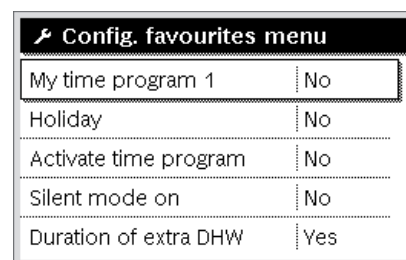 Config. favourites menu
My time program 1 No
Holiday No
Activate time program No
Silent mode on No
Duration of extra DHW Yes